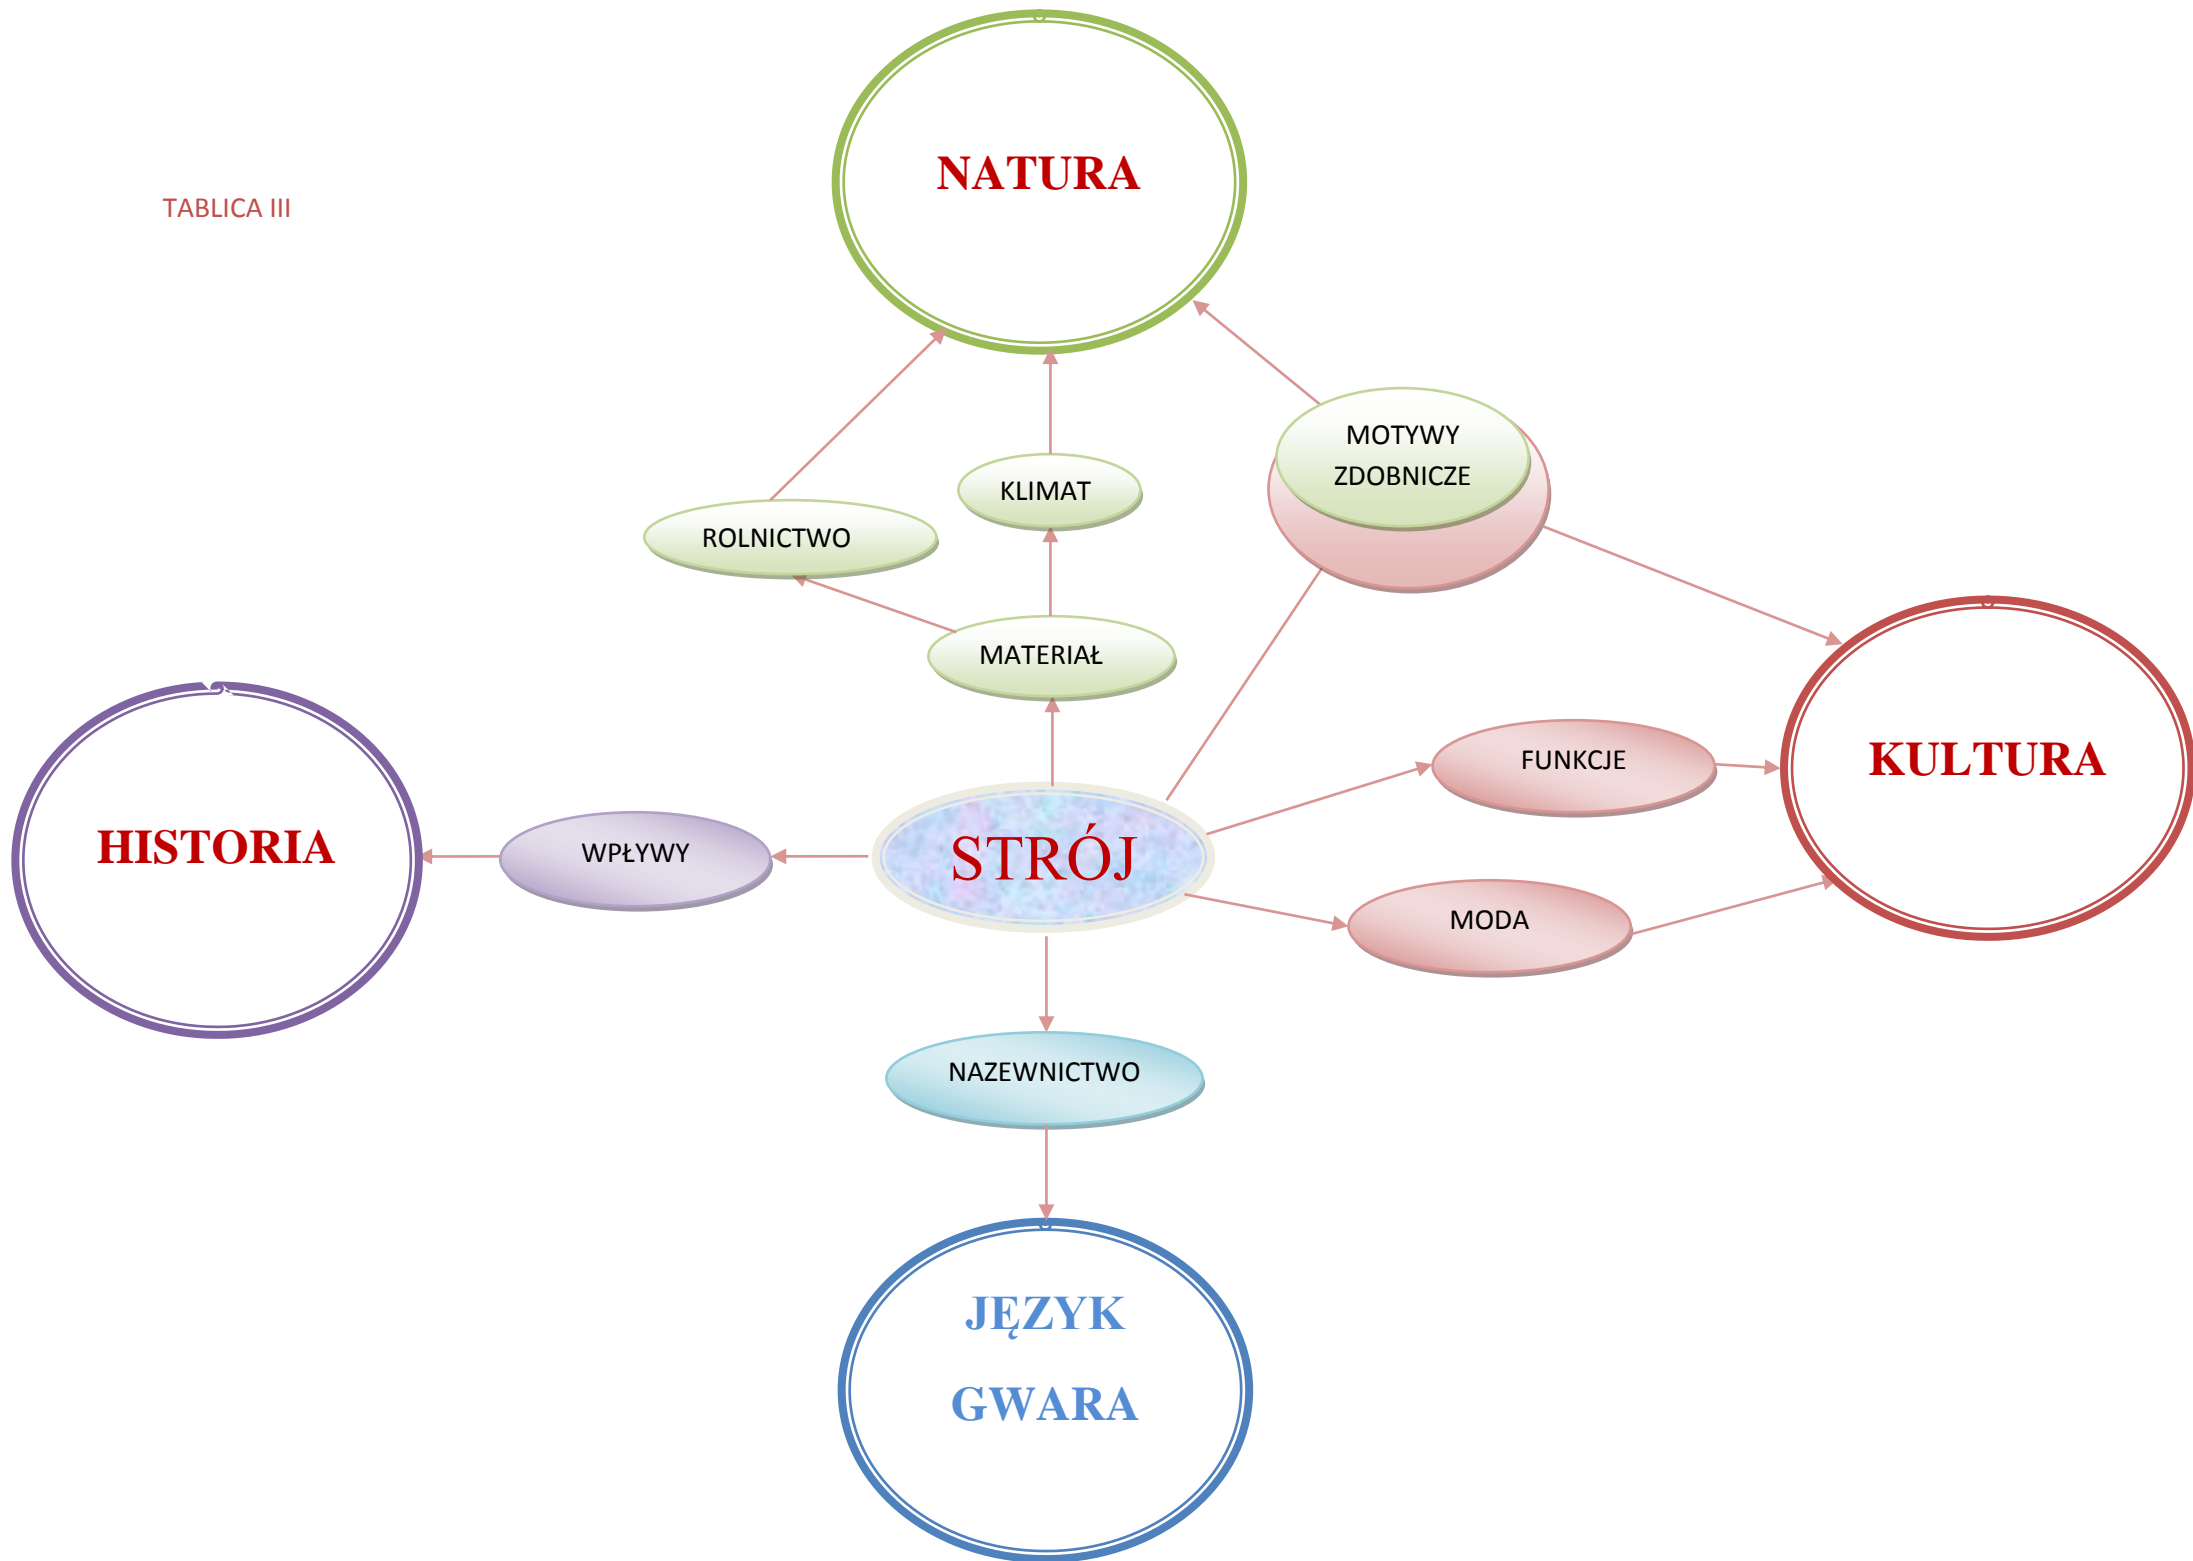 NATURA
TABLICA III
MOTYWY
ZDOBNICZE
KLIMAT
ROLNICTWO
MATERIAŁ
FUNKCJE
KULTURA
HISTORIA
WPŁYWY
STRÓJ
MODA
NAZEWNICTWO
JĘZYK
GWARA